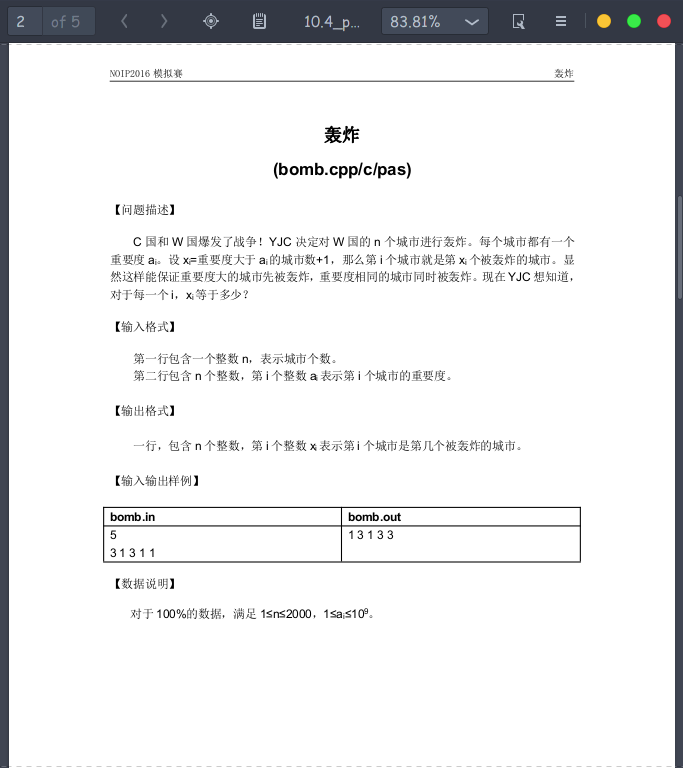 2 of 5 10.4_p... 83.81%
NOIP2016 模拟赛 轰炸
轰炸
(bomb.cpp/c/pas)
【问题描述】
C 国和 W 国爆发了战争！YJC 决定对 W 国的 n 个城市进行轰炸。每个城市都有一个
重要度 aᵢ。设 xᵢ=重要度大于 aᵢ 的城市数+1，那么第 i 个城市就是第 xᵢ 个被轰炸的城市。显
然这样能保证重要度大的城市先被轰炸，重要度相同的城市同时被轰炸。现在 YJC 想知道，
对于每一个 i，xᵢ 等于多少？
【输入格式】
第一行包含一个整数 n，表示城市个数。
第二行包含 n 个整数，第 i 个整数 aᵢ 表示第 i 个城市的重要度。
【输出格式】
一行，包含 n 个整数，第 i 个整数 xᵢ 表示第 i 个城市是第几个被轰炸的城市。
【输入输出样例】
bomb.in bomb.out
5 1 3 1 3 3
3 1 3 1 1
【数据说明】
对于 100%的数据，满足 1≤n≤2000，1≤aᵢ≤10⁹。